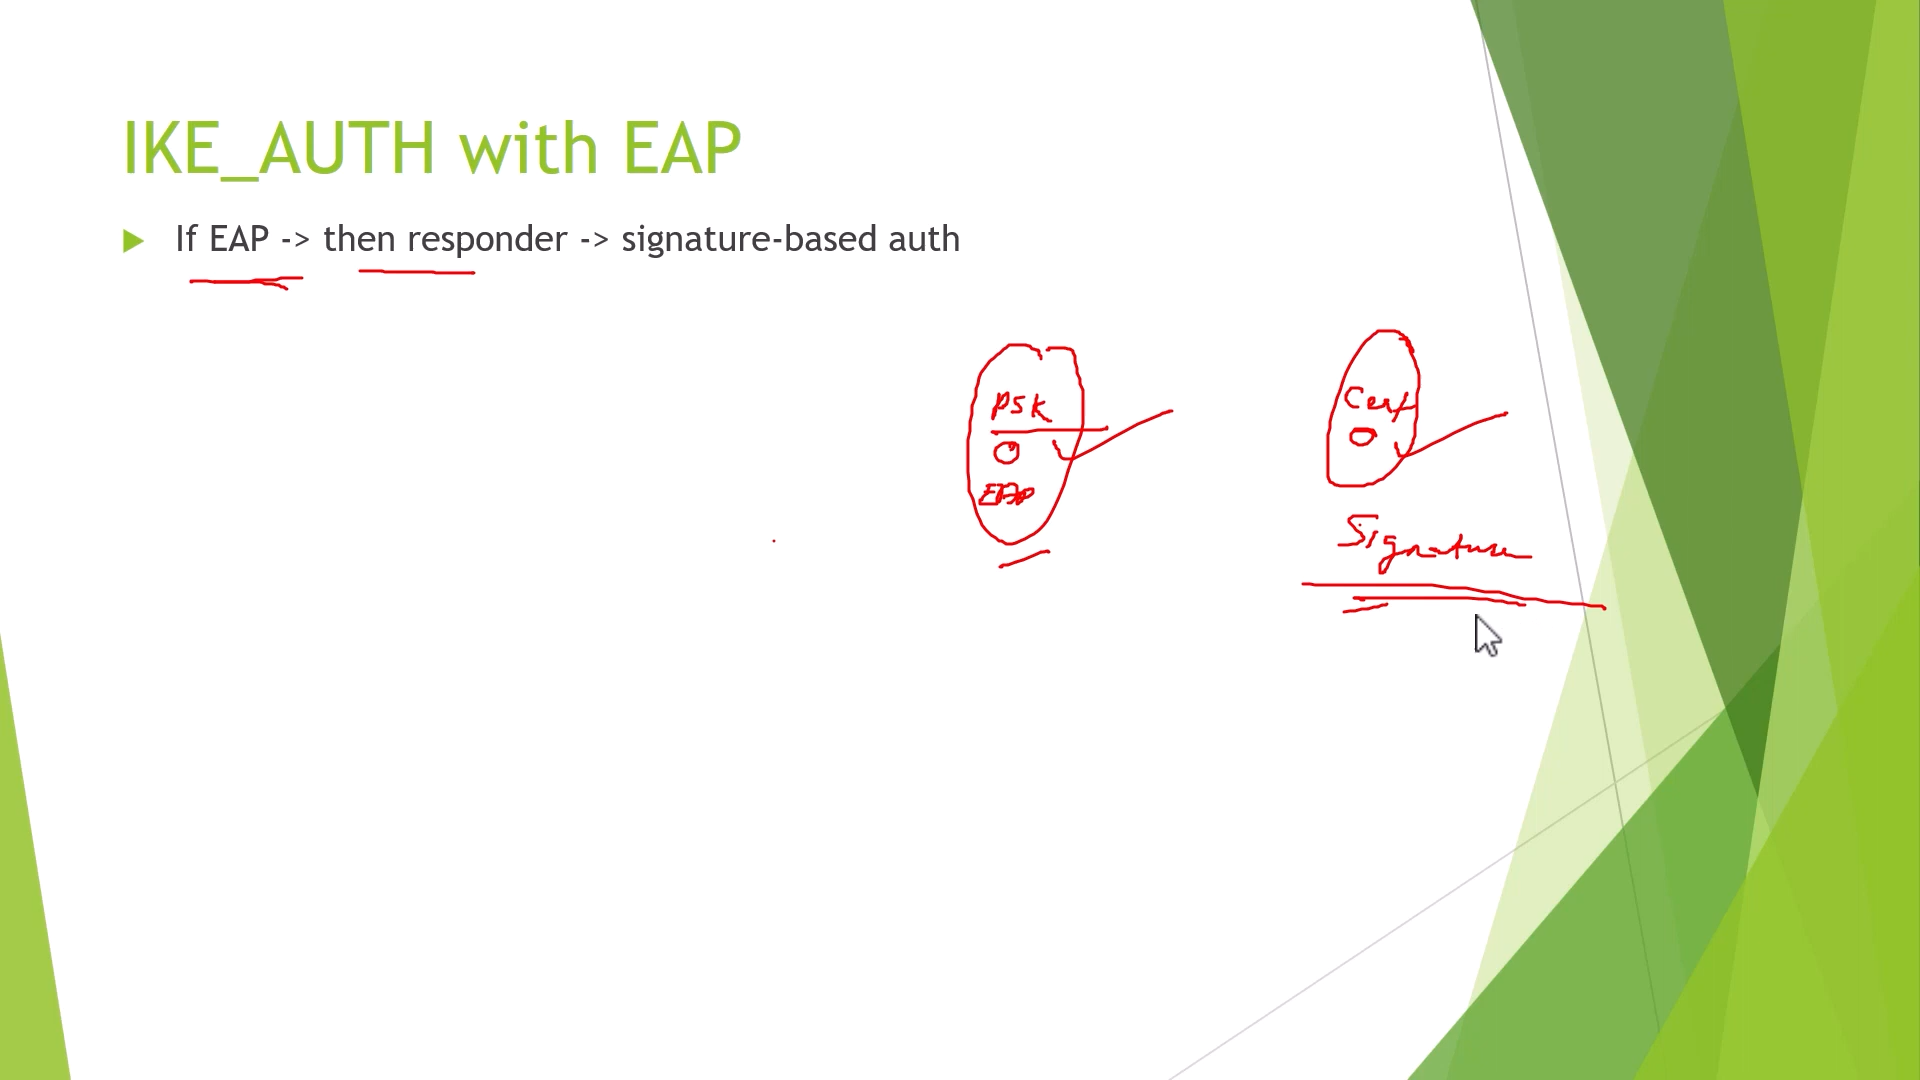 IKE_AUTH with EAP
If EAP -> then responder -> signature-based auth
PSK
Cert
EAP
Signature